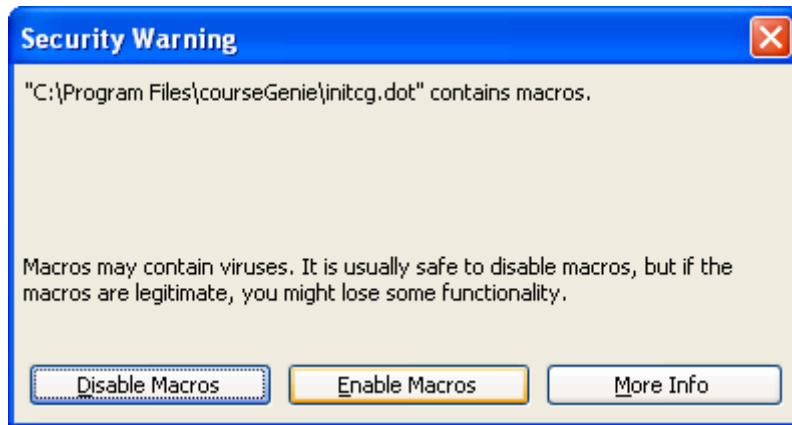 Security Warning
"C:\Program Files\courseGenie\initcg.dot" contains macros.
Macros may contain viruses. It is usually safe to disable macros, but if the
macros are legitimate, you might lose some functionality.
Disable Macros Enable Macros More Info